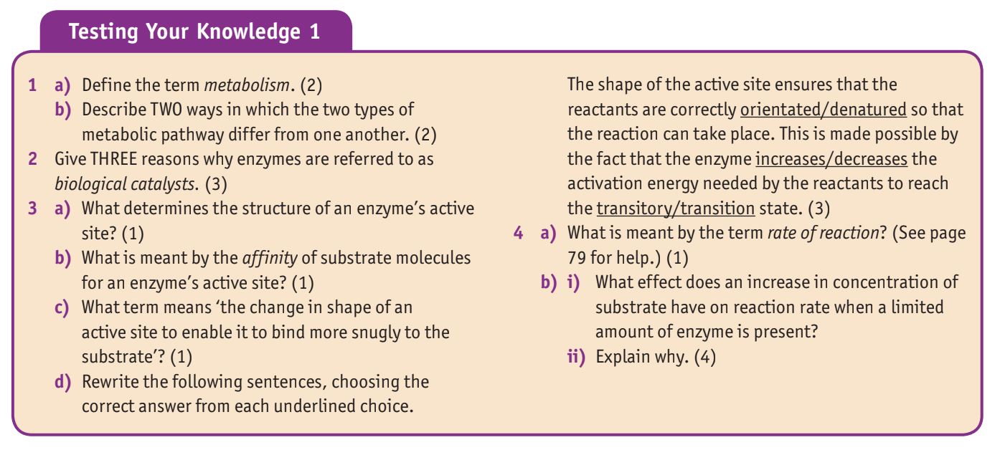 Testing Your Knowledge 1
1 a) Define the term metabolism. (2)
b) Describe TWO ways in which the two types of
metabolic pathway differ from one another. (2)
2 Give THREE reasons why enzymes are referred to as
biological catalysts. (3)
3 a) What determines the structure of an enzyme’s active
site? (1)
b) What is meant by the affinity of substrate molecules
for an enzyme’s active site? (1)
c) What term means ‘the change in shape of an
active site to enable it to bind more snugly to the
substrate’? (1)
d) Rewrite the following sentences, choosing the
correct answer from each underlined choice.
The shape of the active site ensures that the
reactants are correctly orientated/denatured so that
the reaction can take place. This is made possible by
the fact that the enzyme increases/decreases the
activation energy needed by the reactants to reach
the transitory/transition state. (3)
4 a) What is meant by the term rate of reaction? (See page
79 for help.) (1)
b) i) What effect does an increase in concentration of
substrate have on reaction rate when a limited
amount of enzyme is present?
ii) Explain why. (4)